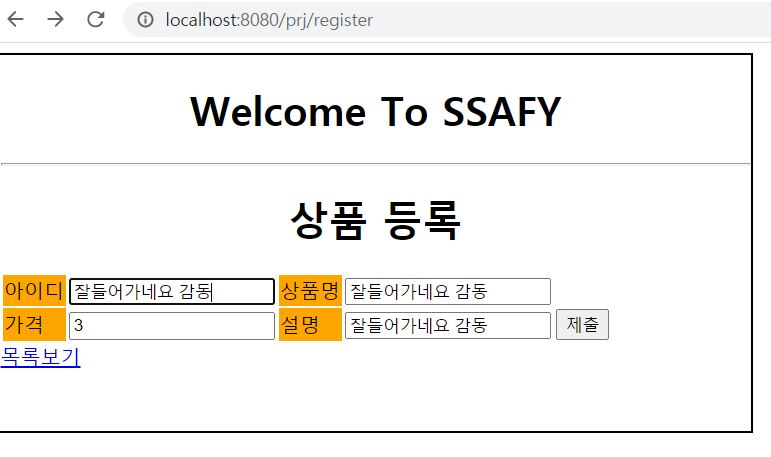 localhost:8080/prj/register
Welcome To SSAFY
상품 등록
아이디 잘들어가네요 감동 상품명 잘들어가네요 감동
가격 3 설명 잘들어가네요 감동 제출
목록보기